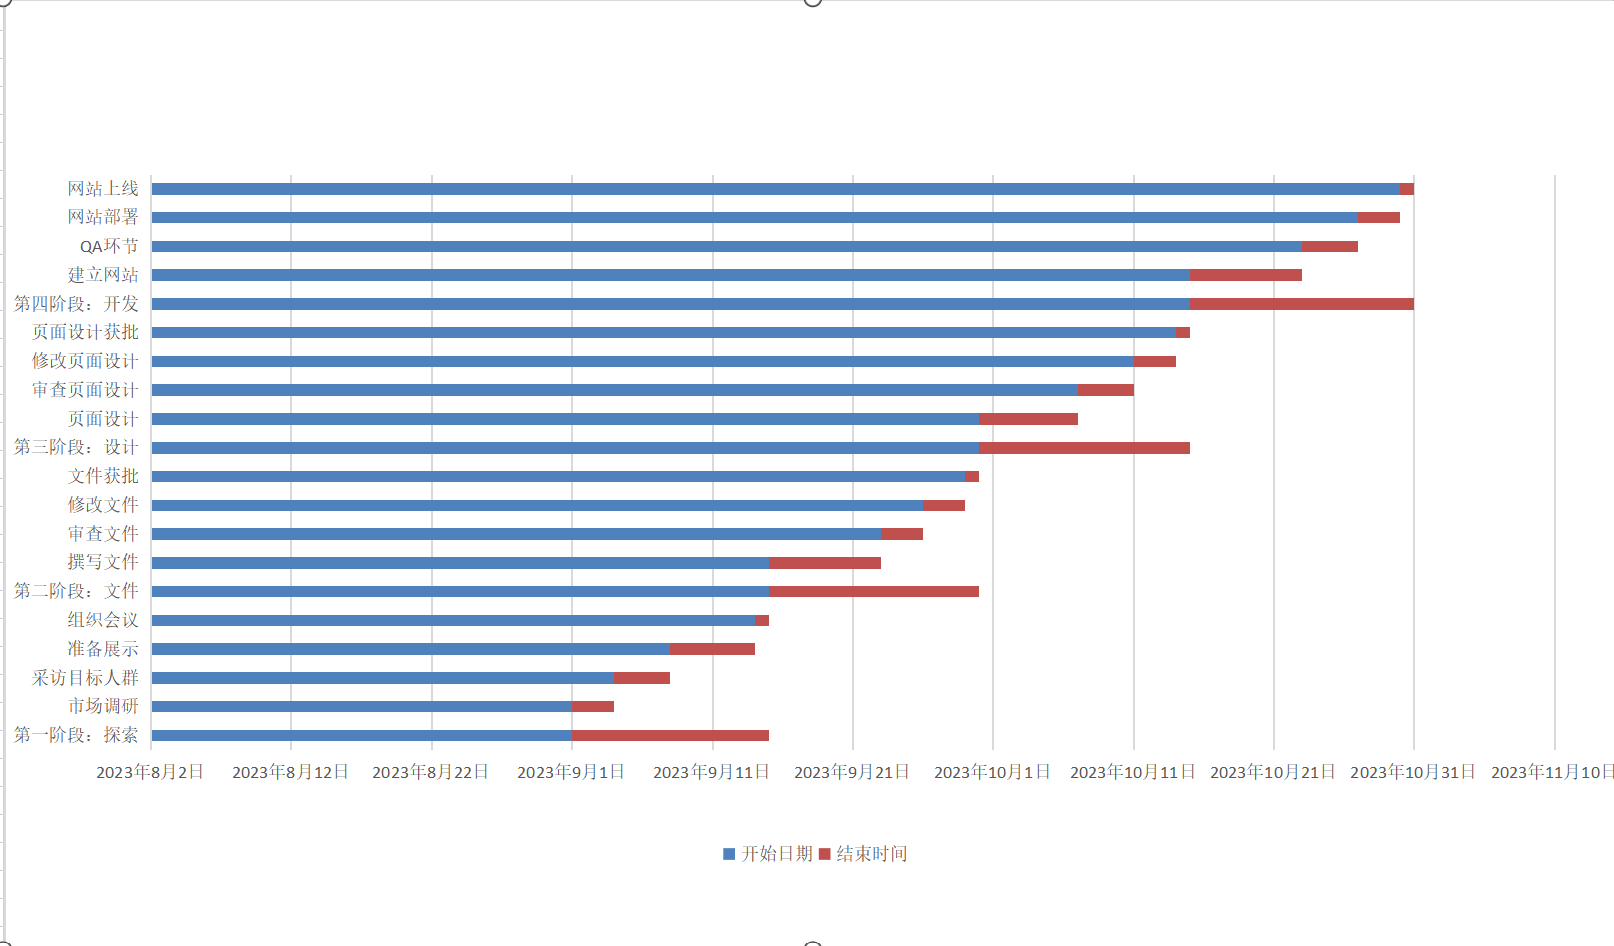 网站上线
网站部署
QA环节
建立网站
第四阶段：开发
页面设计获批
修改页面设计
审查页面设计
页面设计
第三阶段：设计
文件获批
修改文件
审查文件
撰写文件
第二阶段：文件
组织会议
准备展示
采访目标人群
市场调研
第一阶段：探索
2023年8月2日 2023年8月12日 2023年8月22日 2023年9月1日 2023年9月11日 2023年9月21日 2023年10月1日 2023年10月11日 2023年10月21日 2023年10月31日 2023年11月10日
开始日期 结束时间